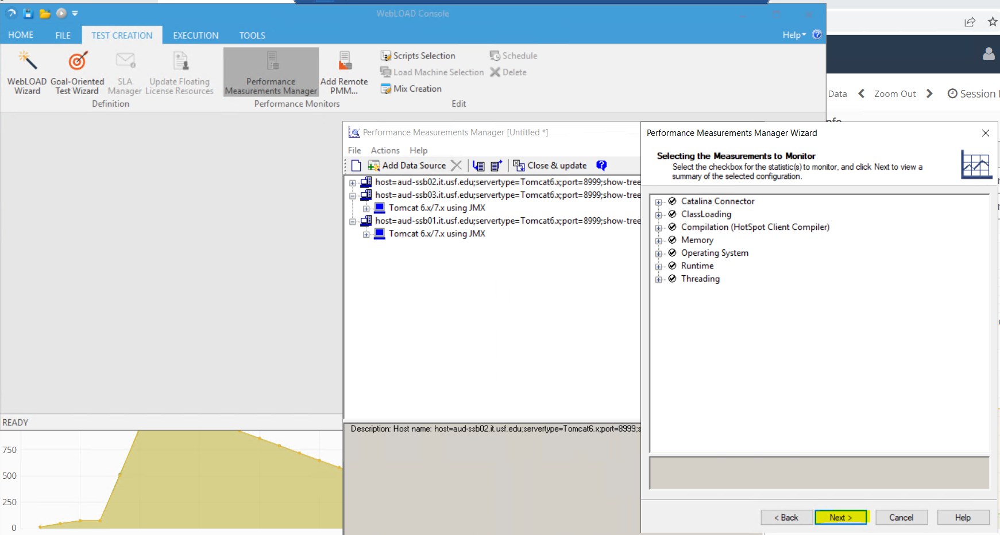 WebLOAD Console
HOME FILE TEST CREATION EXECUTION TOOLS Help
WebLOAD Wizard
Goal-Oriented Test Wizard
SLA Manager
Update Floating License Resources
Definition
Performance Measurements Manager
Add Remote PMM...
Performance Monitors
Scripts Selection
Load Machine Selection
Mix Creation
Schedule
Delete
Edit
Data Zoom Out Session
Performance Measurements Manager [Untitled *]
File Actions Help
Add Data Source Close & update
host=aud-ssb02.it.usf.edu;servertype=Tomcat6.x;port=8999;show-tree
host=aud-ssb03.it.usf.edu;servertype=Tomcat6.x;port=8999;show-tree
Tomcat 6.x/7.x using JMX
host=aud-ssb01.it.usf.edu;servertype=Tomcat6.x;port=8999;show-tree
Tomcat 6.x/7.x using JMX
Description: Host name: host=aud-ssb02.it.usf.edu;servertype=Tomcat6.x;port=8999;s
Performance Measurements Manager Wizard
Selecting the Measurements to Monitor
Select the checkbox for the statistic(s) to monitor, and click Next to view a
summary of the selected configuration.
Catalina Connector
ClassLoading
Compilation (HotSpot Client Compiler)
Memory
Operating System
Runtime
Threading
< Back Next > Cancel Help
READY
750
500
250
0